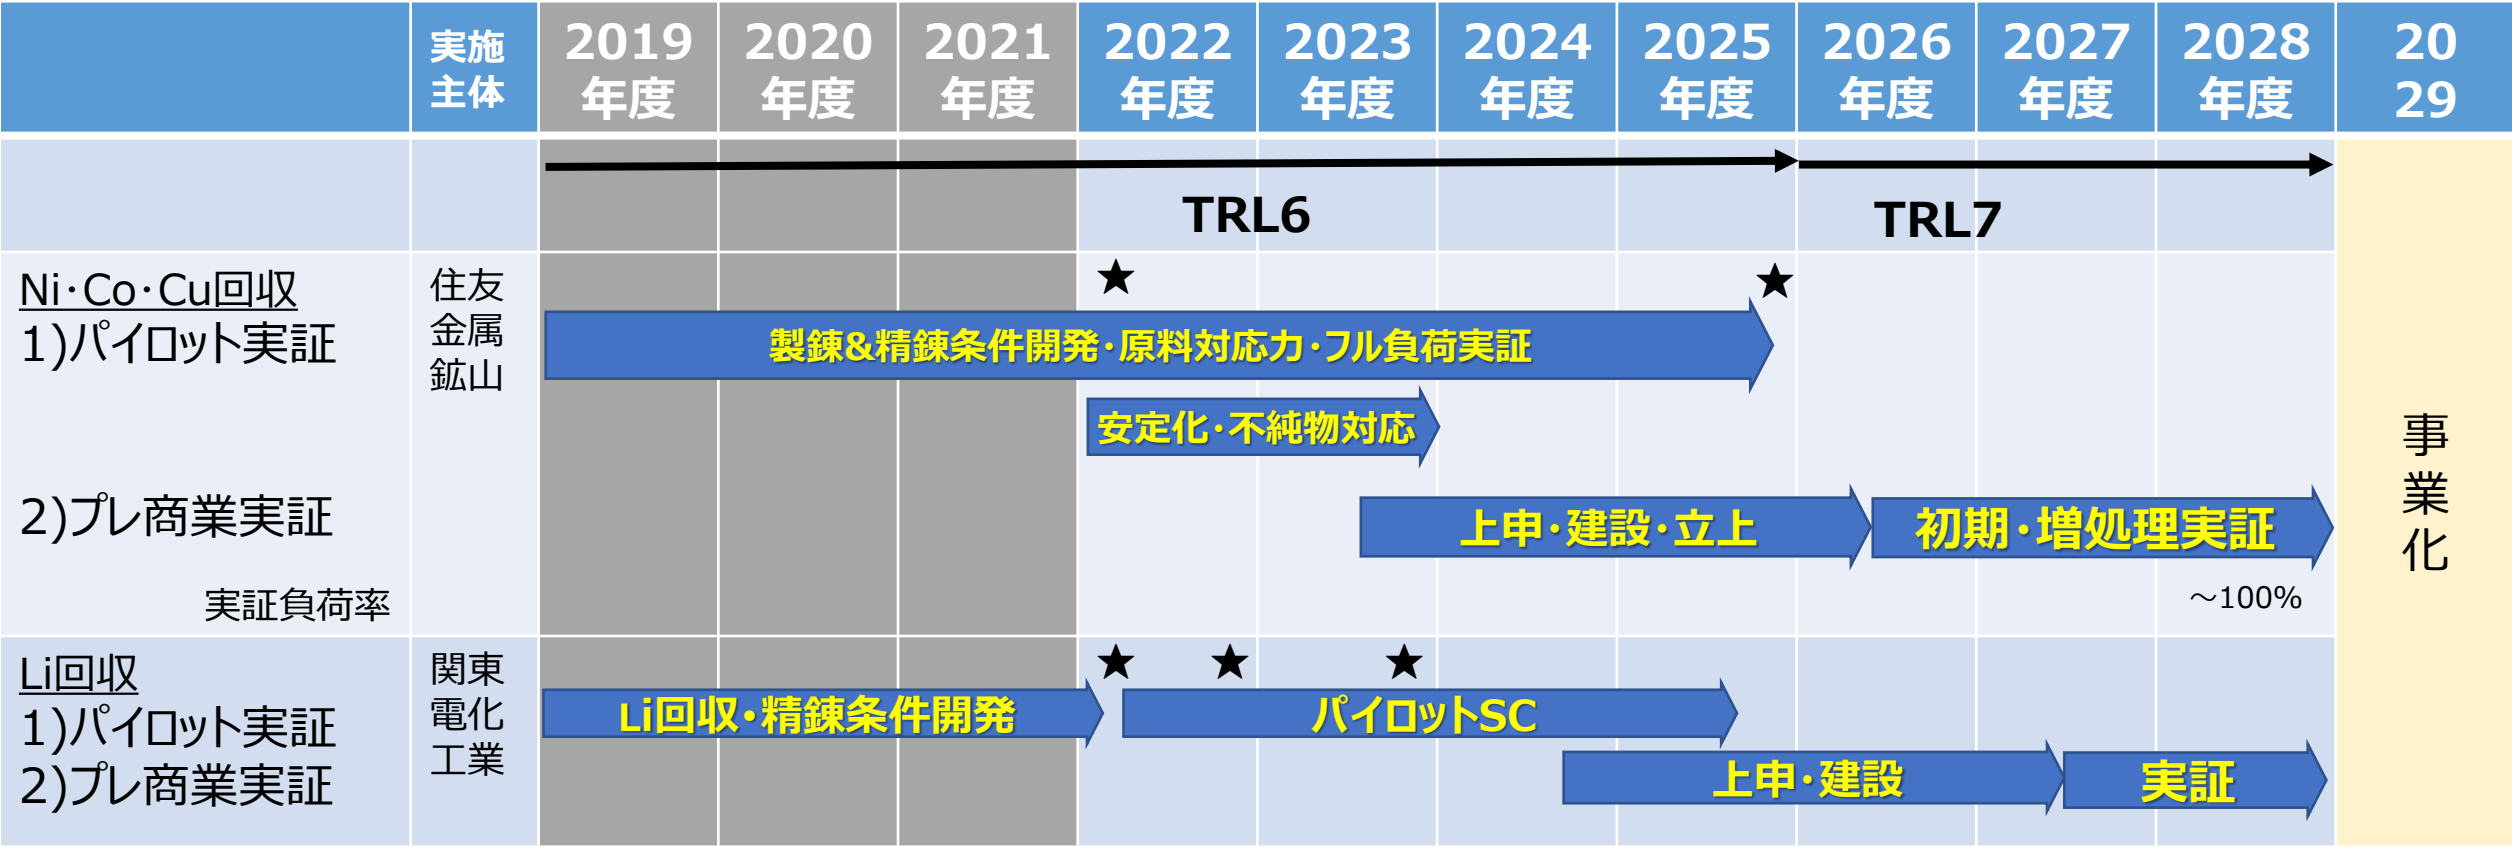 実施
主体
2019
年度
2020
年度
2021
年度
2022
年度
2023
年度
2024
年度
2025
年度
2026
年度
2027
年度
2028
年度
20
29
TRL6
TRL7
Ni・Co・Cu回収
1)パイロット実証
住友
金属
鉱山
★
★
製錬&精錬条件開発・原料対応力・フル負荷実証
安定化・不純物対応
2)プレ商業実証
上申・建設・立上
初期・増処理実証
実証負荷率
～100%
事
業
化
Li回収
1)パイロット実証
2)プレ商業実証
関東
電化
工業
★
★
★
Li回収・精錬条件開発
パイロットSC
上申・建設
実証